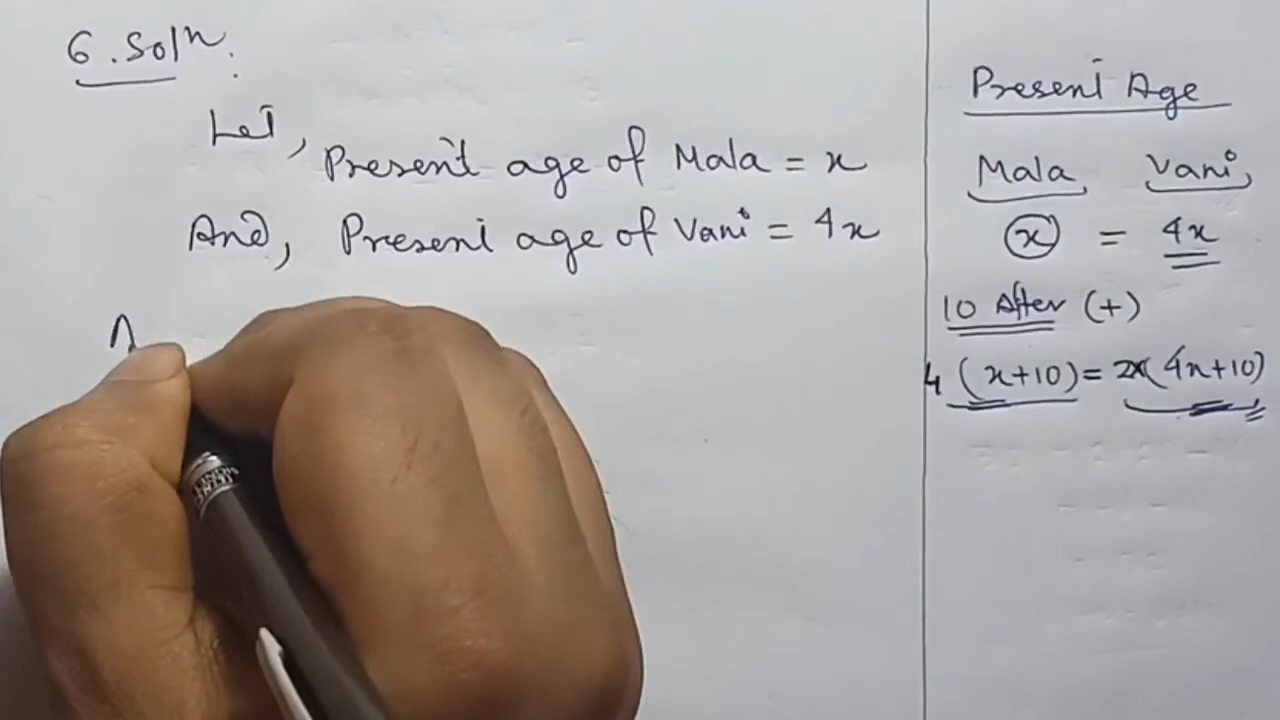 6. Solⁿ.
Let,
Present age of Mala = x
And, Present age of Vani = 4x
Present Age
Mala Vani
x = 4x
10 After (+)
4 (x+10) = 2x(4x+10)